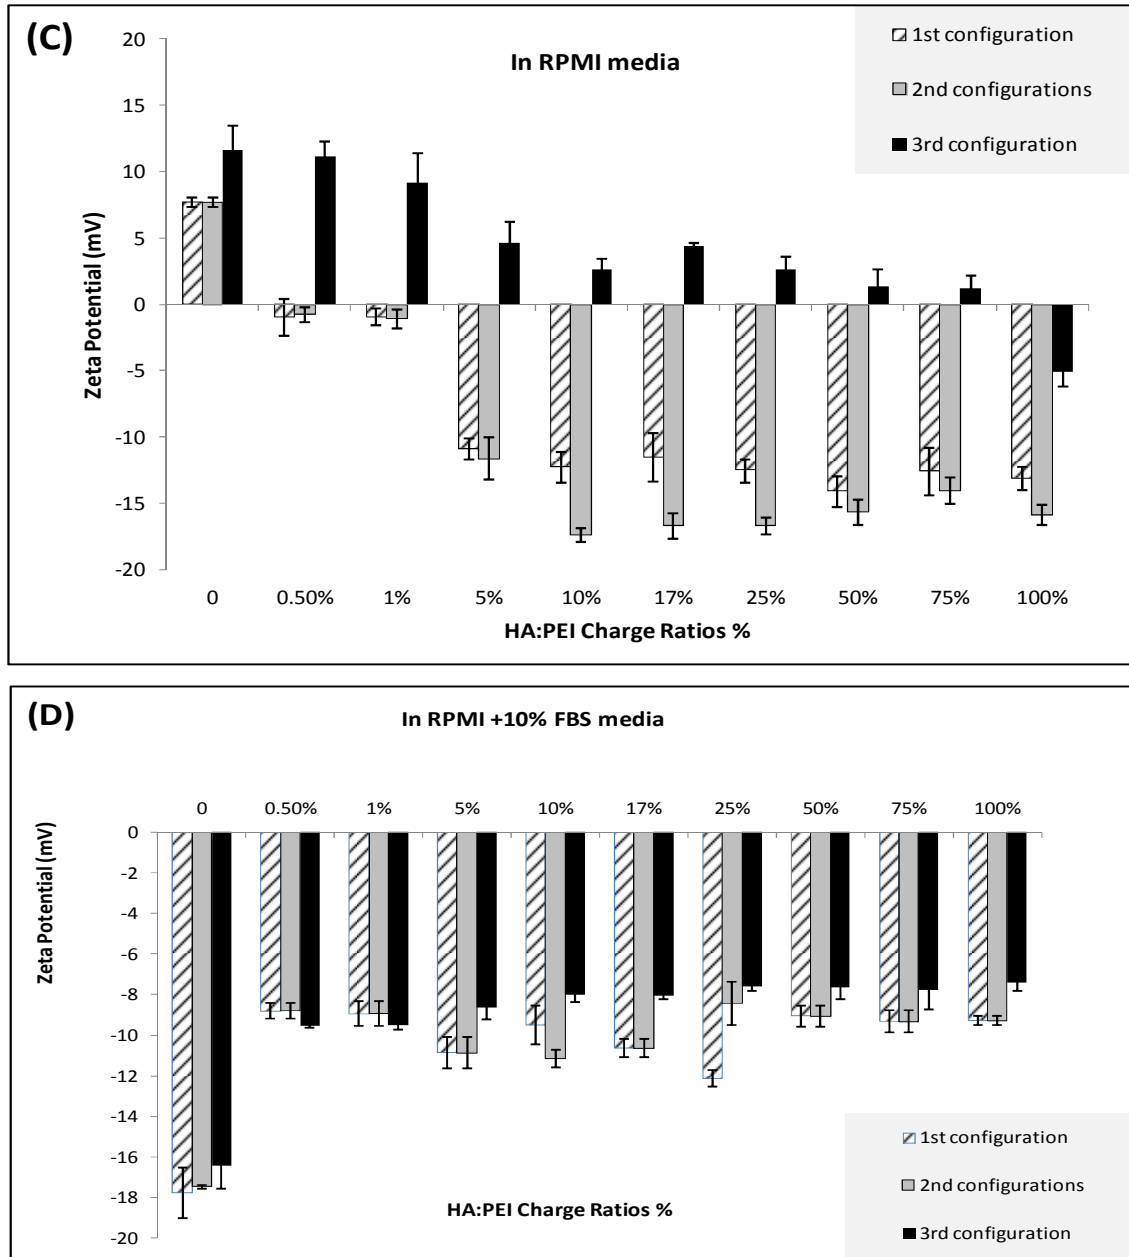 (C)
In RPMI media
1st configuration
2nd configurations
3rd configuration
Zeta Potential (mV)
20
15
10
5
0
-5
-10
-15
-20
0 0.50% 1% 5% 10% 17% 25% 50% 75% 100%
HA:PEI Charge Ratios %
(D)
In RPMI +10% FBS media
0 0.50% 1% 5% 10% 17% 25% 50% 75% 100%
Zeta Potential (mV)
0
-2
-4
-6
-8
-10
-12
-14
-16
-18
-20
HA:PEI Charge Ratios %
1st configuration
2nd configurations
3rd configuration